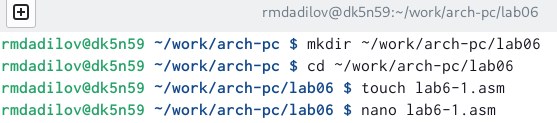 rmdadilov@dk5n59:~/work/arch-pc/lab06
rmdadilov@dk5n59 ~/work/arch-pc $ mkdir ~/work/arch-pc/lab06
rmdadilov@dk5n59 ~/work/arch-pc $ cd ~/work/arch-pc/lab06
rmdadilov@dk5n59 ~/work/arch-pc/lab06 $ touch lab6-1.asm
rmdadilov@dk5n59 ~/work/arch-pc/lab06 $ nano lab6-1.asm